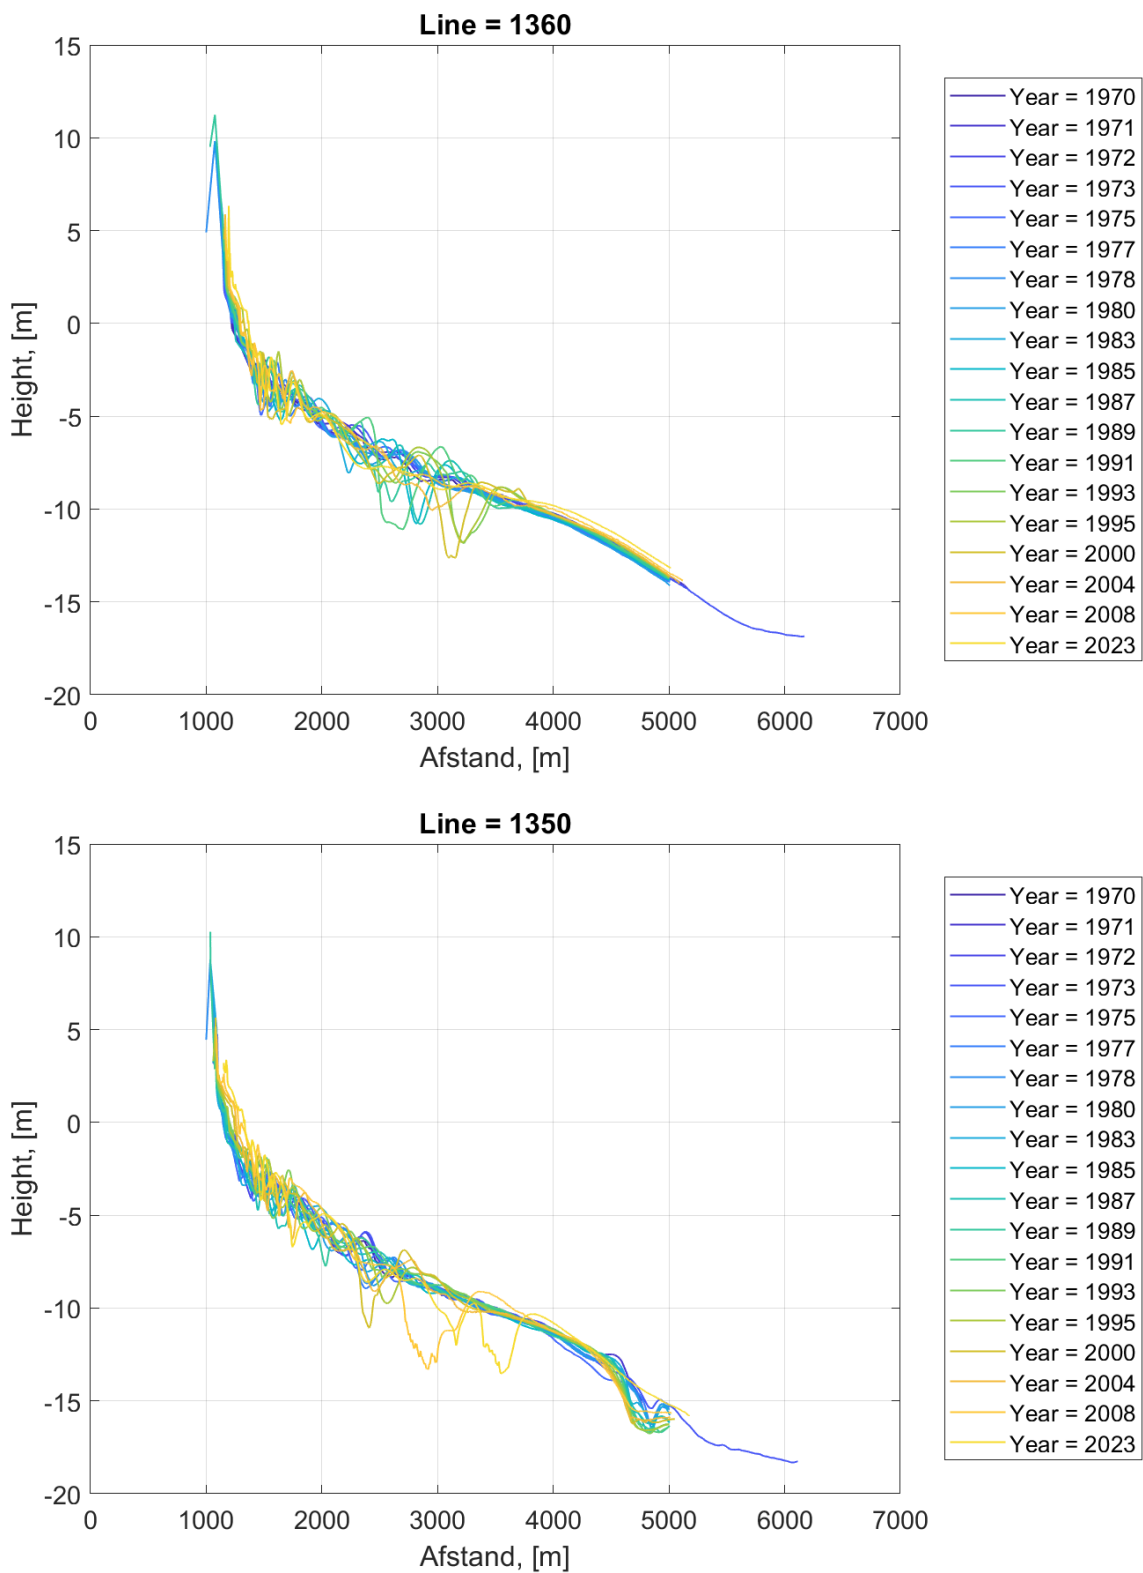 Line = 1360
15
10
5
0
-5
-10
-15
-20
Height, [m]
0 1000 2000 3000 4000 5000 6000 7000
Afstand, [m]
Year = 1970
Year = 1971
Year = 1972
Year = 1973
Year = 1975
Year = 1977
Year = 1978
Year = 1980
Year = 1983
Year = 1985
Year = 1987
Year = 1989
Year = 1991
Year = 1993
Year = 1995
Year = 2000
Year = 2004
Year = 2008
Year = 2023
Line = 1350
15
10
5
0
-5
-10
-15
-20
Height, [m]
0 1000 2000 3000 4000 5000 6000 7000
Afstand, [m]
Year = 1970
Year = 1971
Year = 1972
Year = 1973
Year = 1975
Year = 1977
Year = 1978
Year = 1980
Year = 1983
Year = 1985
Year = 1987
Year = 1989
Year = 1991
Year = 1993
Year = 1995
Year = 2000
Year = 2004
Year = 2008
Year = 2023